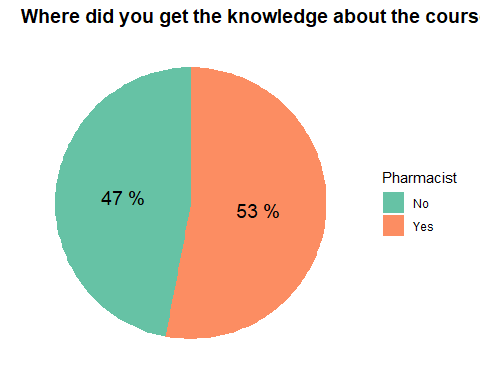 Where did you get the knowledge about the cours
47 %
53 %
Pharmacist
No
Yes